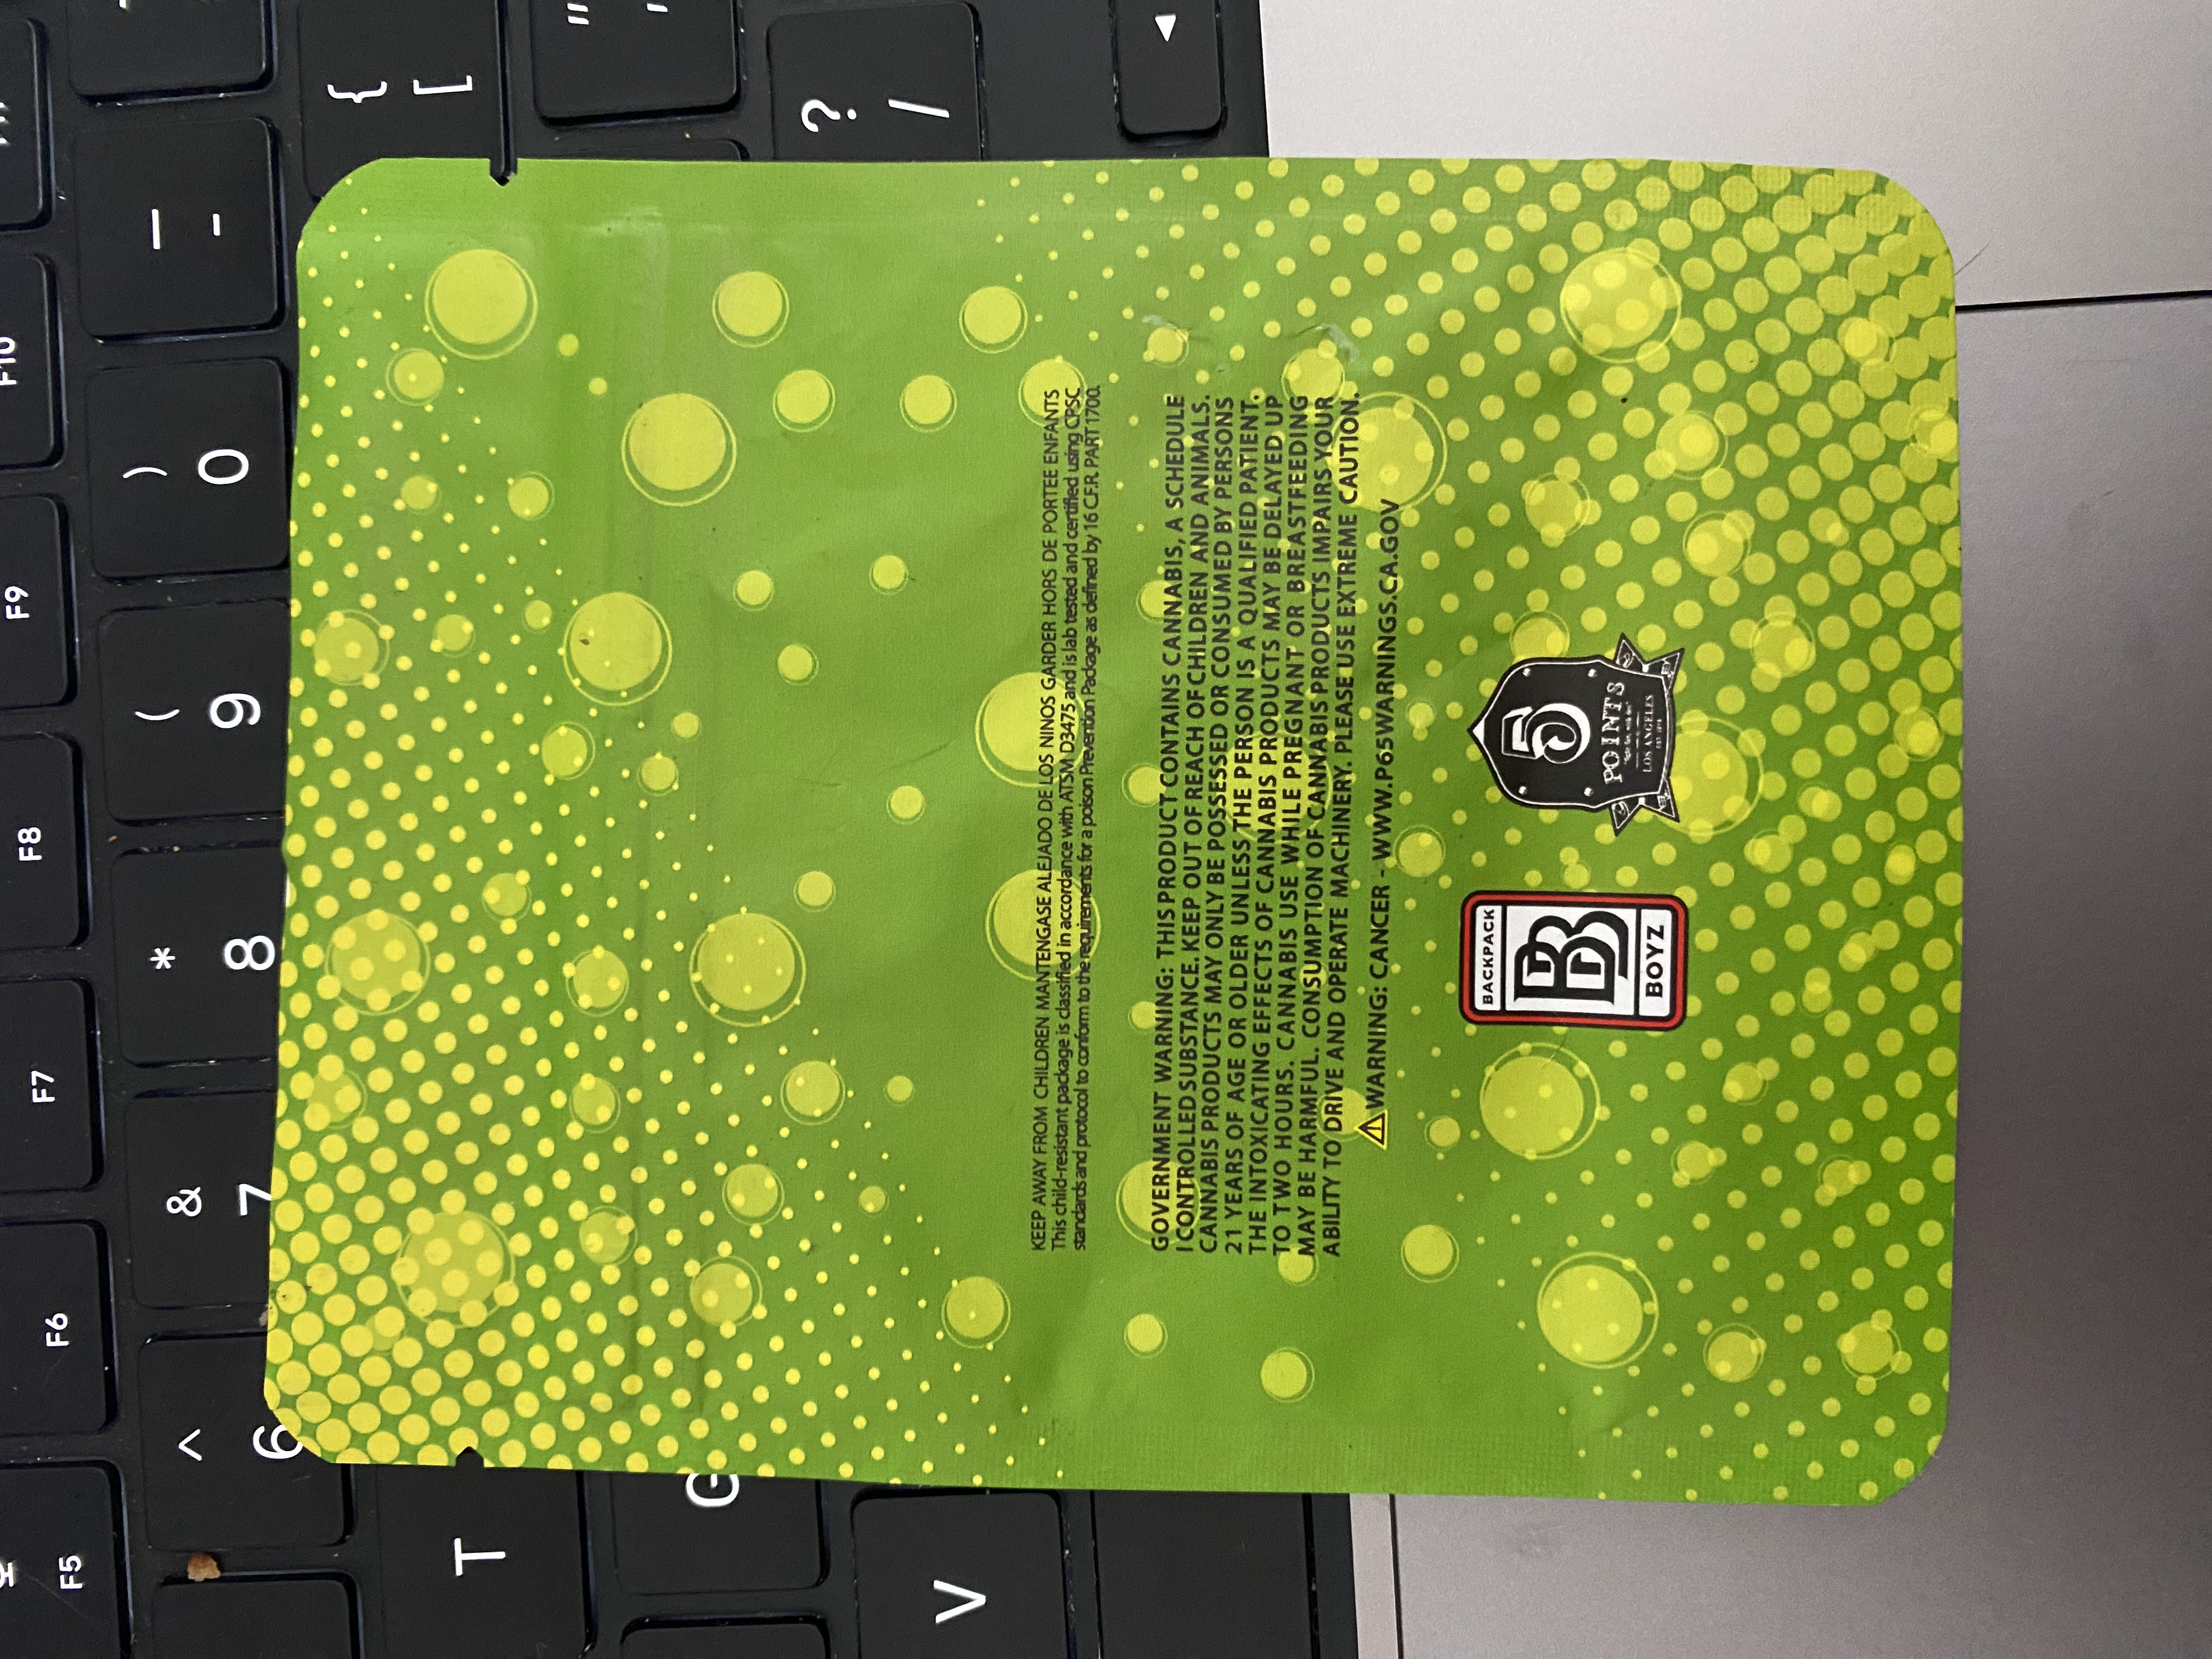 KEEP AWAY FROM CHILDREN MANTENGASE ALEJADO DE LOS NINOS GARDER HORS DE PORTEE ENFANTS
This child-resistant package is classified in accordance with ATSM D3475 and is lab tested and certified using CPSC
standards and protocol to conform to the requirements for a poison Prevention Package as defined by 16 C.F.R. PART 1700.
GOVERNMENT WARNING: THIS PRODUCT CONTAINS CANNABIS, A SCHEDULE
I CONTROLLED SUBSTANCE. KEEP OUT OF REACH OF CHILDREN AND ANIMALS.
CANNABIS PRODUCTS MAY ONLY BE POSSESSED OR CONSUMED BY PERSONS
21 YEARS OF AGE OR OLDER UNLESS THE PERSON IS A QUALIFIED PATIENT.
THE INTOXICATING EFFECTS OF CANNABIS PRODUCTS MAY BE DELAYED UP
TO TWO HOURS. CANNABIS USE WHILE PREGNANT OR BREASTFEEDING
MAY BE HARMFUL. CONSUMPTION OF CANNABIS PRODUCTS IMPAIRS YOUR
ABILITY TO DRIVE AND OPERATE MACHINERY. PLEASE USE EXTREME CAUTION.
WARNING: CANCER - WWW.P65WARNINGS.CA.GOV
BACKPACK
BB
BOYZ
5
POINTS
LOS ANGELES
F5
F6
F7
F8
F9
F10
^
6
&
7
*
8
(
9
)
0
_
-
{
[
T
G
V
"
'
?
/